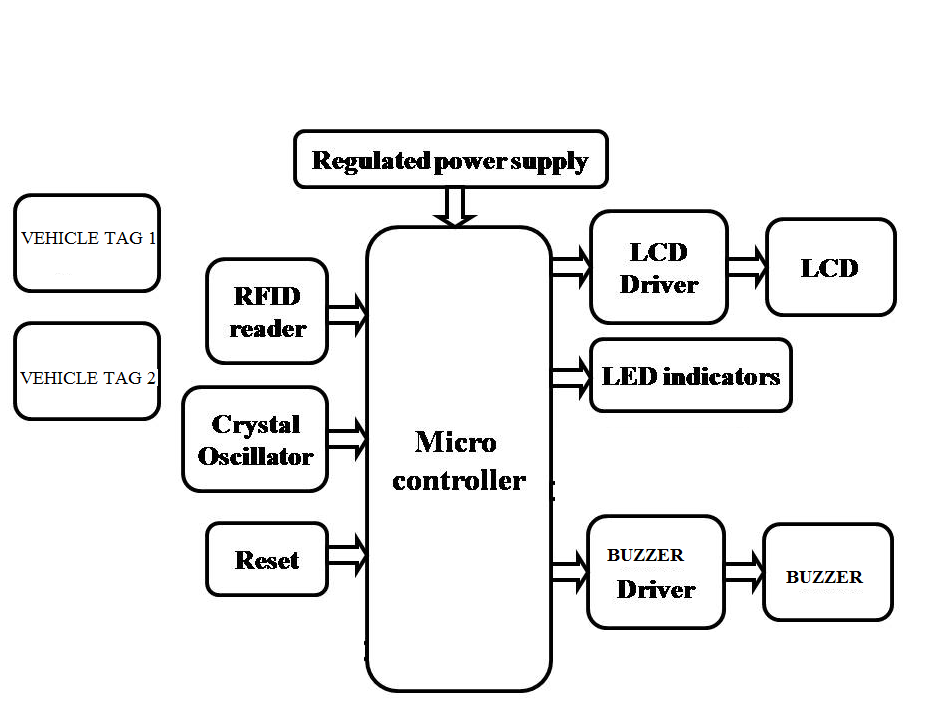 Regulated power supply
VEHICLE TAG 1
VEHICLE TAG 2
RFID
reader
Crystal
Oscillator
Reset
Micro
controller
LCD
Driver
LCD
LED indicators
BUZZER
Driver
BUZZER